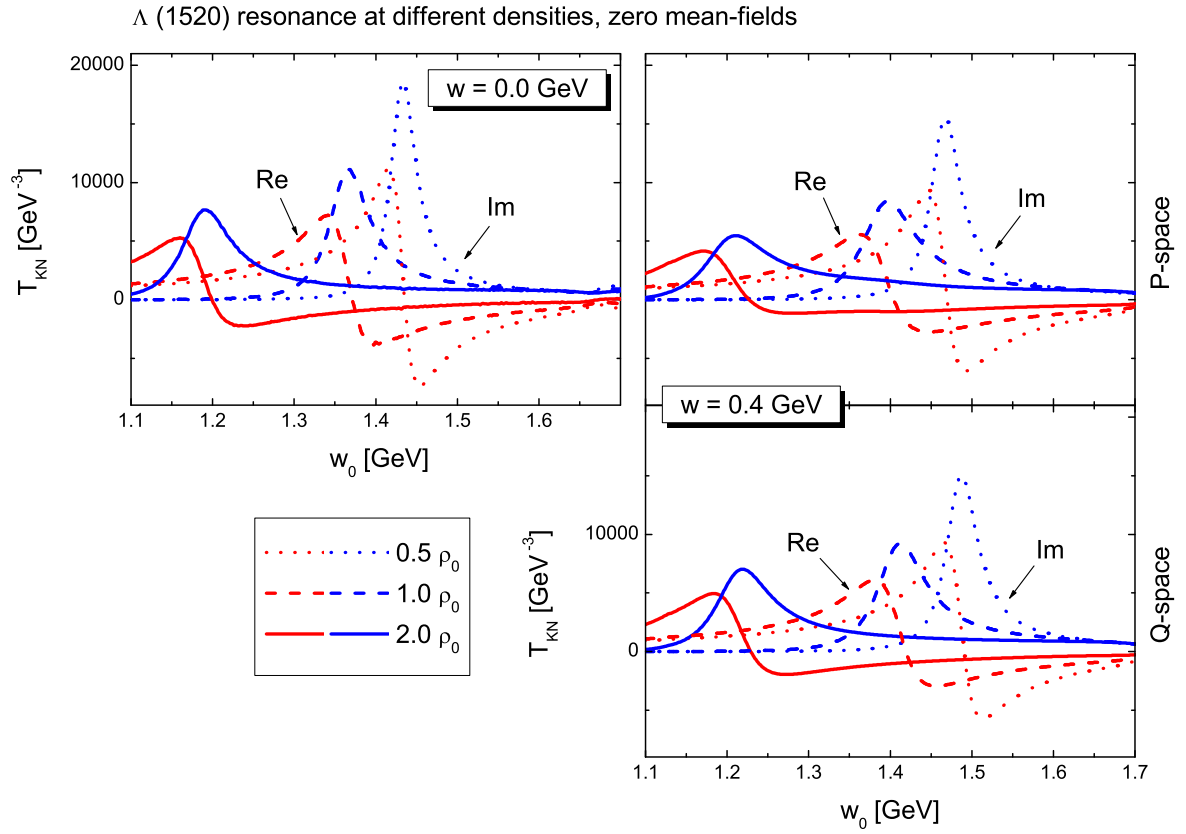 Λ (1520) resonance at different densities, zero mean-fields
20000
10000
0
T_KN [GeV^-3]
w = 0.0 GeV
Re
Im
1.1 1.2 1.3 1.4 1.5 1.6
w_0 [GeV]
Re
Im
P-space
w = 0.4 GeV
0.5 ρ_0
1.0 ρ_0
2.0 ρ_0
10000
0
T_KN [GeV^-3]
Re
Im
Q-space
1.1 1.2 1.3 1.4 1.5 1.6 1.7
w_0 [GeV]